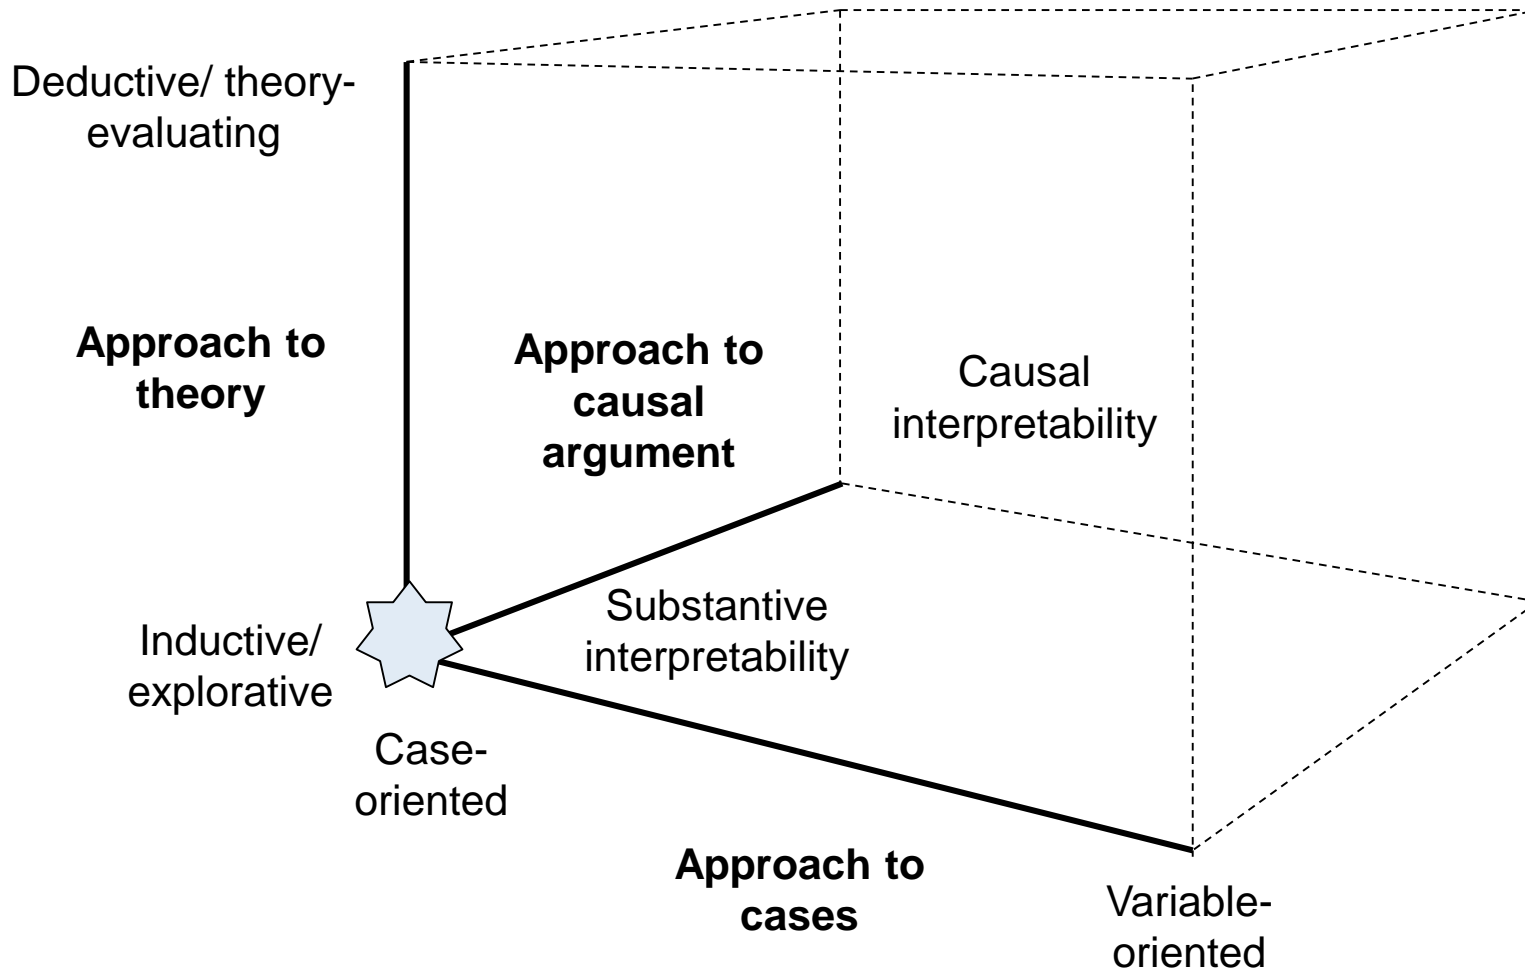 Deductive/ theory-
evaluating
Approach to
theory
Approach to
causal
argument
Causal
interpretability
Substantive
interpretability
Inductive/
explorative
Case-
oriented
Approach to
cases
Variable-
oriented